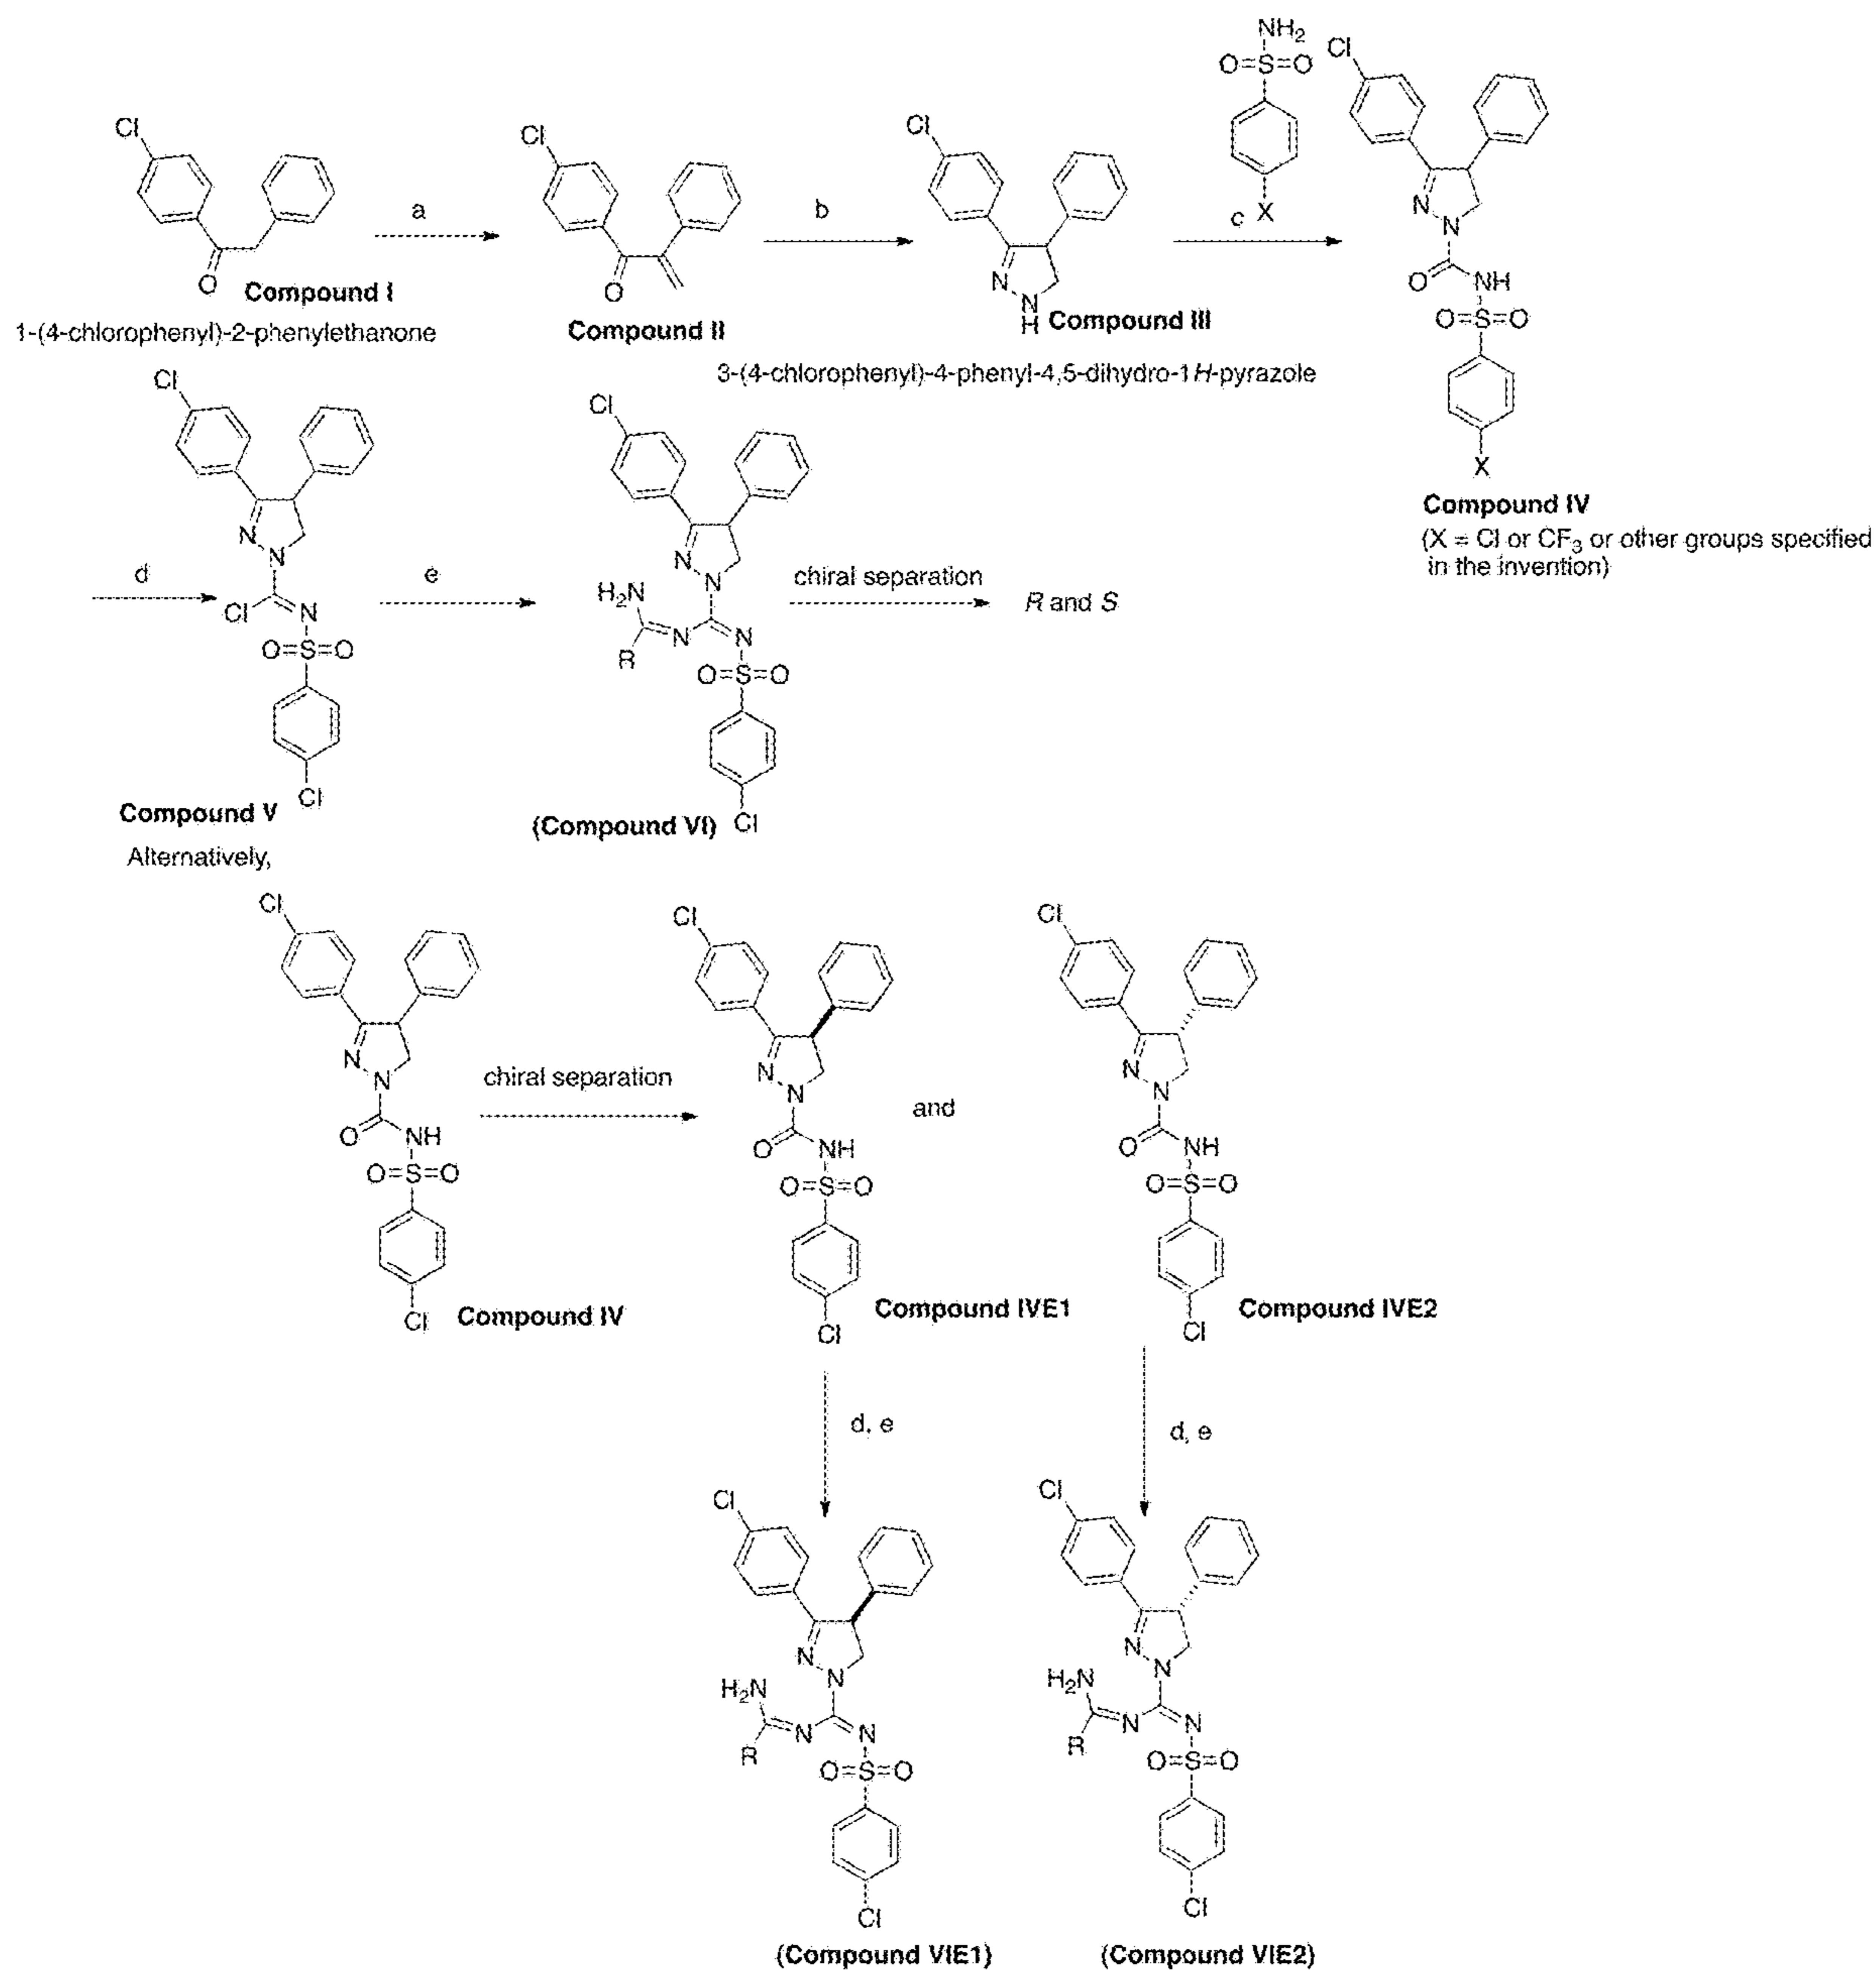 NH2
O=S=O
X
Cl
Cl
Cl
Cl
a
b
c
O
O
N
N
H
N
N
O
NH
O=S=O
X
Compound I
1-(4-chlorophenyl)-2-phenylethanone
Compound II
Compound III
3-(4-chlorophenyl)-4-phenyl-4,5-dihydro-1H-pyrazole
Compound IV
(X = Cl or CF3 or other groups specified
in the invention)
Cl
Cl
d
N
N
Cl
N
O=S=O
Cl
e
N
N
H2N
N
N
R
O=S=O
Cl
chiral separation
R and S
Compound V
(Compound VI)
Alternatively,
Cl
Cl
Cl
N
N
O
NH
O=S=O
Cl
chiral separation
N
N
O
NH
O=S=O
Cl
and
N
N
O
NH
O=S=O
Cl
Compound IV
Compound IVE1
Compound IVE2
d, e
d, e
Cl
Cl
N
N
H2N
N
N
R
O=S=O
Cl
N
N
H2N
N
N
R
O=S=O
Cl
(Compound VIE1)
(Compound VIE2)